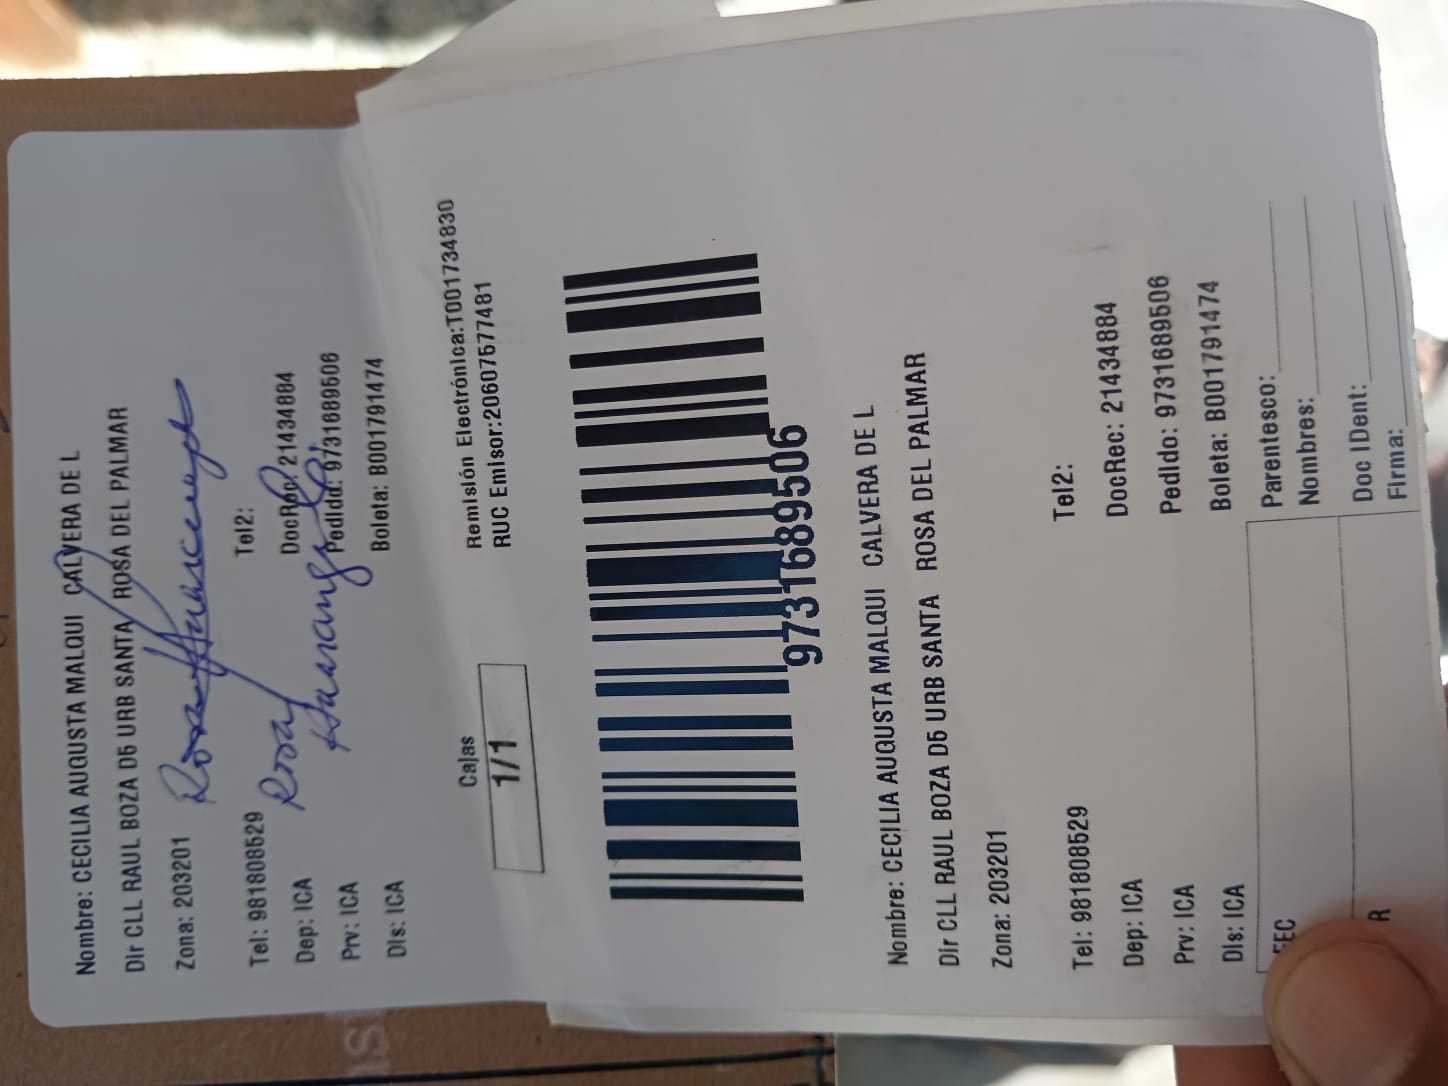 Nombre: CECILIA AUGUSTA MALQUI CALVERA DE L
Dir CLL RAUL BOZA D5 URB SANTA ROSA DEL PALMAR
Zona: 203201
Tel: 981808529 Tel2:
Dep: ICA DocRec: 21434884
Prv: ICA Pedido: 9731689506
Dis: ICA Boleta: B001791474
Rosa
Huarange
Cajas
1/1
Remisión Electrónica:T001734830
RUC Emisor:20607577481
9731689506
Nombre: CECILIA AUGUSTA MALQUI CALVERA DE L
Dir CLL RAUL BOZA D5 URB SANTA ROSA DEL PALMAR
Zona: 203201
Tel: 981808529 Tel2:
Dep: ICA DocRec: 21434884
Prv: ICA Pedido: 9731689506
Dis: ICA Boleta: B001791474
Parentesco:
Nombres:
Doc IDent:
Firma: